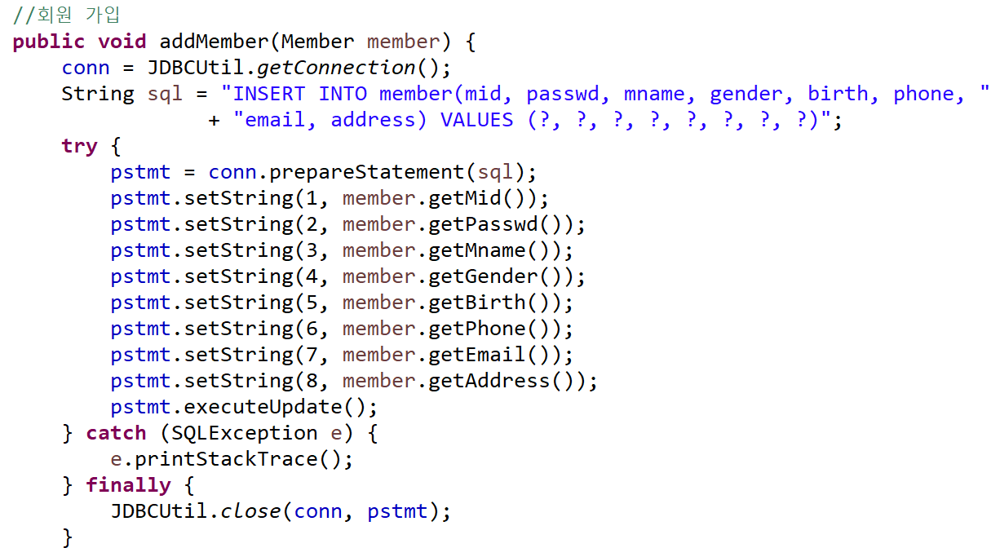 //회원 가입
public void addMember(Member member) {
    conn = JDBCUtil.getConnection();
    String sql = "INSERT INTO member(mid, passwd, mname, gender, birth, phone, "
                + "email, address) VALUES (?, ?, ?, ?, ?, ?, ?, ?)";
    try {
        pstmt = conn.prepareStatement(sql);
        pstmt.setString(1, member.getMid());
        pstmt.setString(2, member.getPasswd());
        pstmt.setString(3, member.getMname());
        pstmt.setString(4, member.getGender());
        pstmt.setString(5, member.getBirth());
        pstmt.setString(6, member.getPhone());
        pstmt.setString(7, member.getEmail());
        pstmt.setString(8, member.getAddress());
        pstmt.executeUpdate();
    } catch (SQLException e) {
        e.printStackTrace();
    } finally {
        JDBCUtil.close(conn, pstmt);
    }